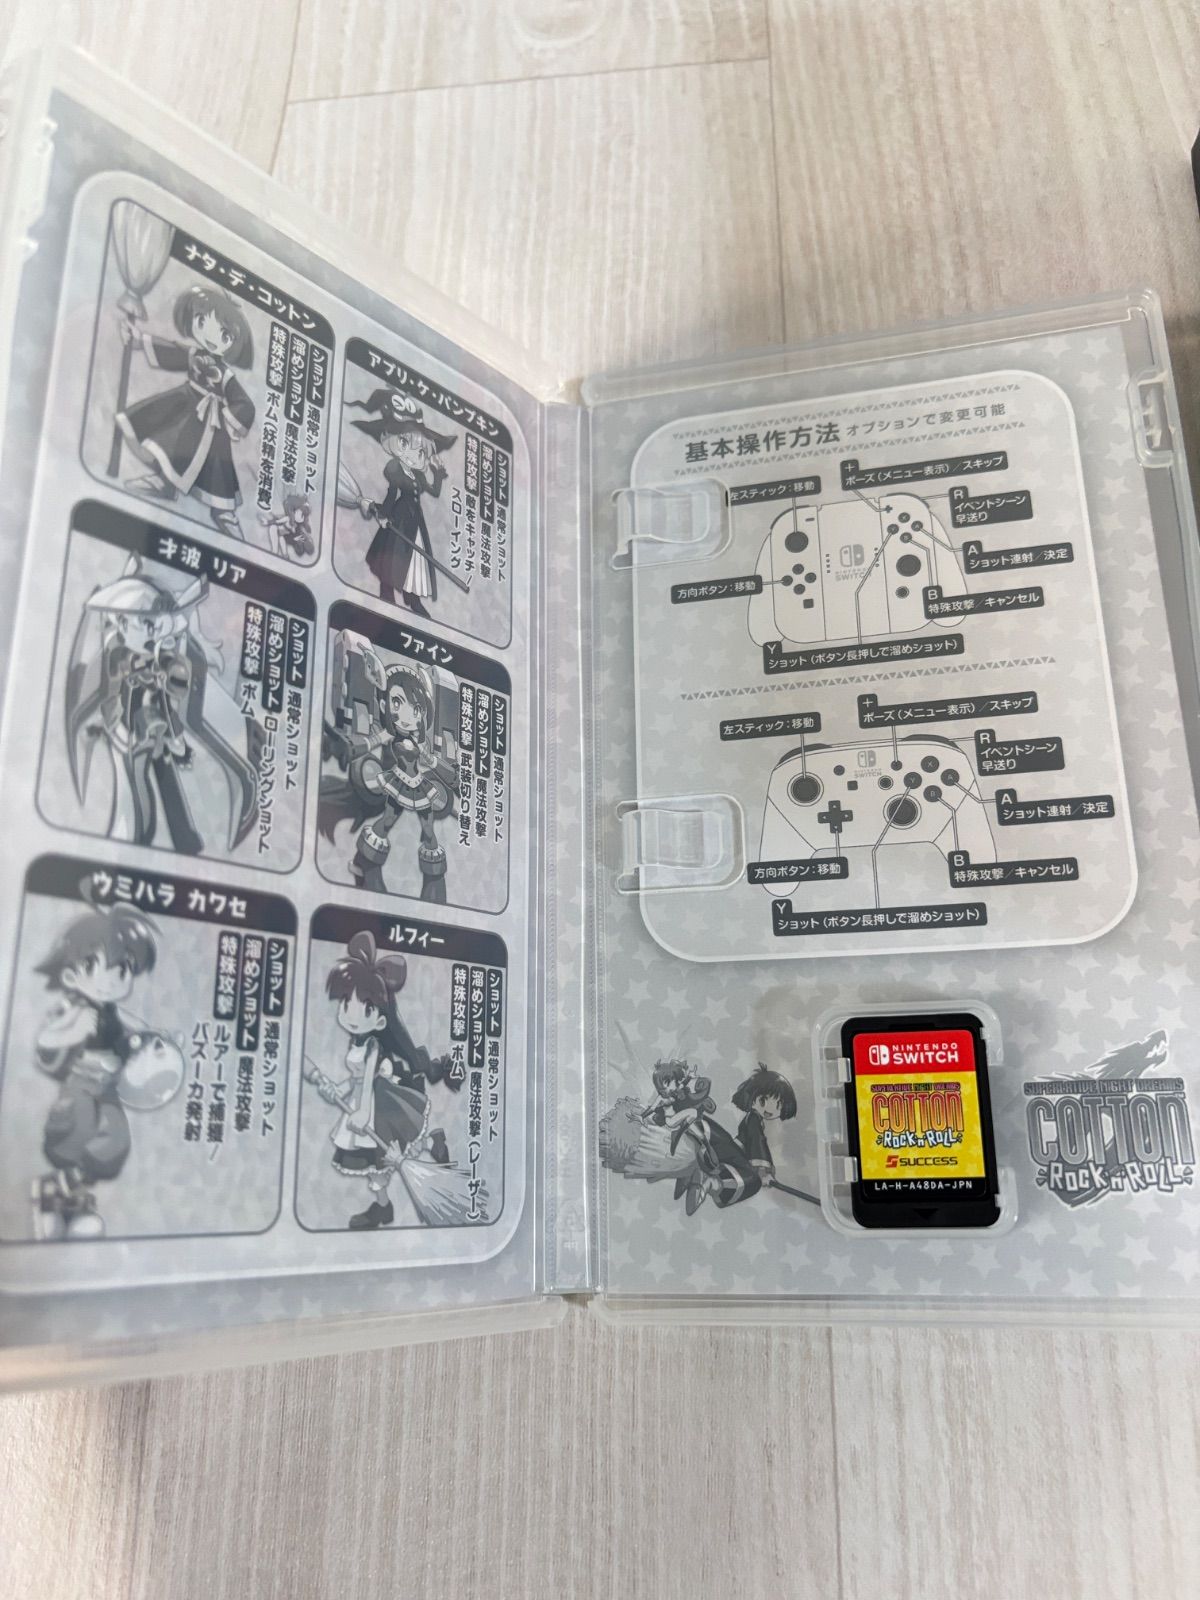 ナタ・デ・コットン
ショット 通常ショット
溜めショット 魔法攻撃
特殊攻撃 ボム(妖精を消費)
アプリ・ケ・パンプキン
ショット 通常ショット
溜めショット 魔法攻撃
特殊攻撃 敵をキャッチ/
スローイング
才波 リア
ショット 通常ショット
溜めショット ローリングショット
特殊攻撃 ボム
ファイン
ショット 通常ショット
溜めショット 魔法攻撃
特殊攻撃 武装切り替え
ウミハラ カワセ
ショット 通常ショット
溜めショット 魔法攻撃
特殊攻撃 ルアーで捕獲
バズーカ発射
ルフィー
ショット 通常ショット
溜めショット 魔法攻撃(レーザー)
特殊攻撃 ボム
基本操作方法 オプションで変更可能
+
ポーズ(メニュー表示)/スキップ
左スティック:移動
R
イベントシーン
早送り
A
ショット連射/決定
方向ボタン:移動
B
特殊攻撃/キャンセル
Y
ショット(ボタン長押しで溜めショット)
NINTENDO
SWITCH
+
ポーズ(メニュー表示)/スキップ
左スティック:移動
R
イベントシーン
早送り
NINTENDO
SWITCH
X
Y
A
B
A
ショット連射/決定
方向ボタン:移動
B
特殊攻撃/キャンセル
Y
ショット(ボタン長押しで溜めショット)
NINTENDO
SWITCH
SUPERLATIVE NIGHT DREAMS
COTTON
ROCK'N'ROLL
SUCCESS
LA-H-A48DA-JPN
SUPERLATIVE NIGHT DREAMS
COTTON
ROCK'N'ROLL